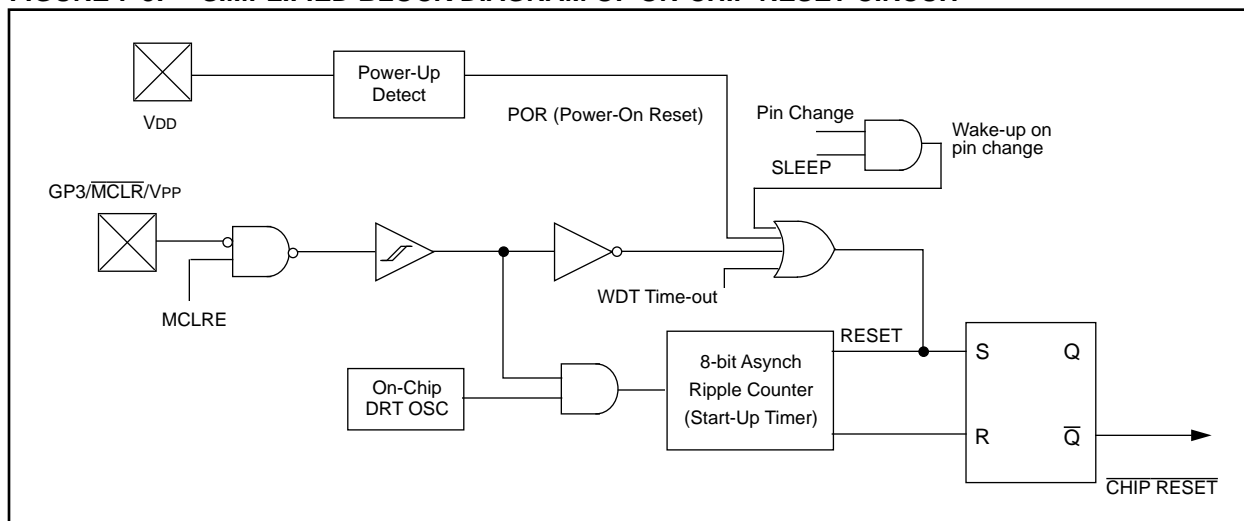 Power-Up
Detect
VDD
POR (Power-On Reset)
Pin Change
SLEEP
Wake-up on
pin change
GP3/MCLR/VPP
MCLRE
WDT Time-out
RESET
On-Chip
DRT OSC
8-bit Asynch
Ripple Counter
(Start-Up Timer)
S
Q
R
Q
CHIP RESET